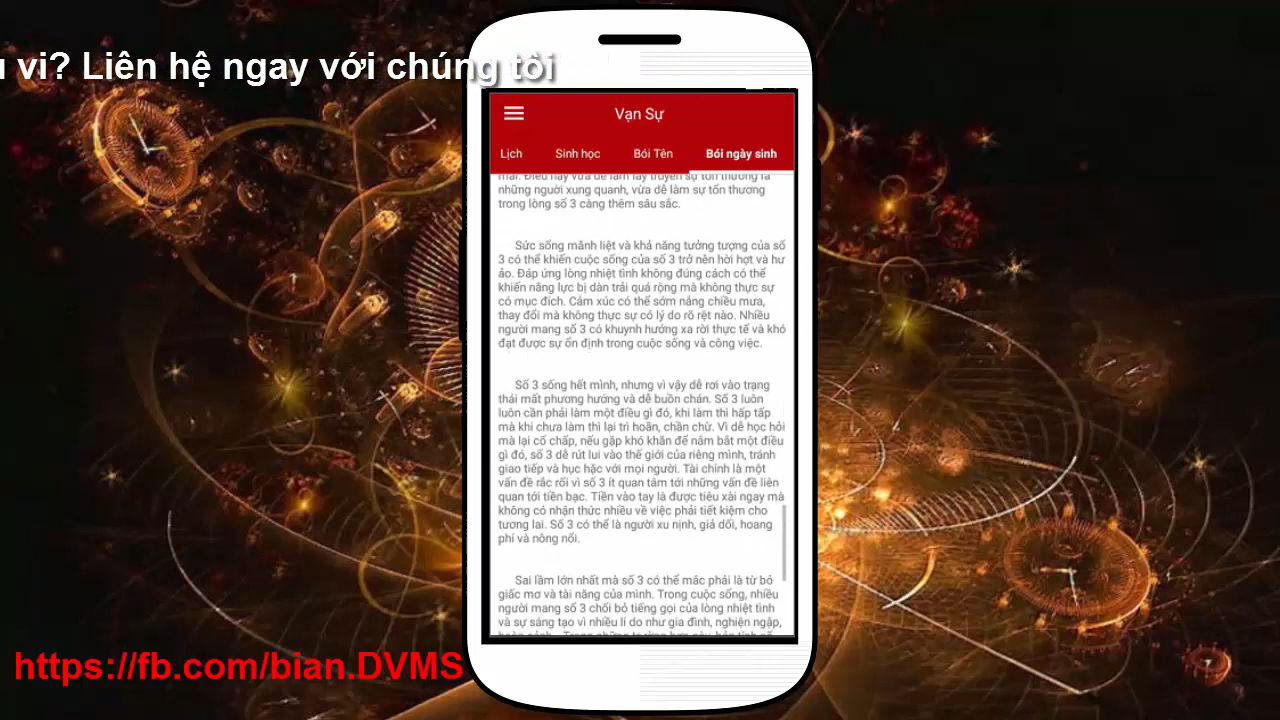 vi? Liên hệ ngay với chúng tôi
Vạn Sự
Lịch Sinh học Bói Tên Bói ngày sinh
mai. Điều này vừa dễ làm lây truyền sự tổn thương ra
những người xung quanh, vừa dễ làm sự tổn thương
trong lòng số 3 càng thêm sâu sắc.
Sức sống mãnh liệt và khả năng tưởng tượng của số
3 có thể khiến cuộc sống của số 3 trở nên hời hợt và hư
ảo. Đáp ứng lòng nhiệt tình không đúng cách có thể
khiến năng lực bị dàn trải quá rộng mà không thực sự
có mục đích. Cảm xúc có thể sớm nắng chiều mưa,
thay đổi mà không thực sự có lý do rõ rệt nào. Nhiều
người mang số 3 có khuynh hướng xa rời thực tế và khó
đạt được sự ổn định trong cuộc sống và công việc.
Số 3 sống hết mình, nhưng vì vậy dễ rơi vào trạng
thái mất phương hướng và dễ buồn chán. Số 3 luôn
luôn cần phải làm một điều gì đó, khi làm thì hấp tấp
mà khi chưa làm thì lại trì hoãn, chần chừ. Vì dễ học hỏi
mà lại cố chấp, nếu gặp khó khăn để nắm bắt một điều
gì đó, số 3 dễ rút lui vào thế giới của riêng mình, tránh
giao tiếp và hục hặc với mọi người. Tài chính là một
vấn đề rắc rối vì số 3 ít quan tâm tới những vấn đề liên
quan tới tiền bạc. Tiền vào tay là được tiêu xài ngay mà
không có nhận thức nhiều về việc phải tiết kiệm cho
tương lai. Số 3 có thể là người xu nịnh, giả dối, hoang
phí và nông nổi.
Sai lầm lớn nhất mà số 3 có thể mắc phải là từ bỏ
giấc mơ và tài năng của mình. Trong cuộc sống, nhiều
người mang số 3 chối bỏ tiếng gọi của lòng nhiệt tình
và sự sáng tạo vì nhiều lí do như gia đình, nghiện ngập,
https://fb.com/bian.DVMS